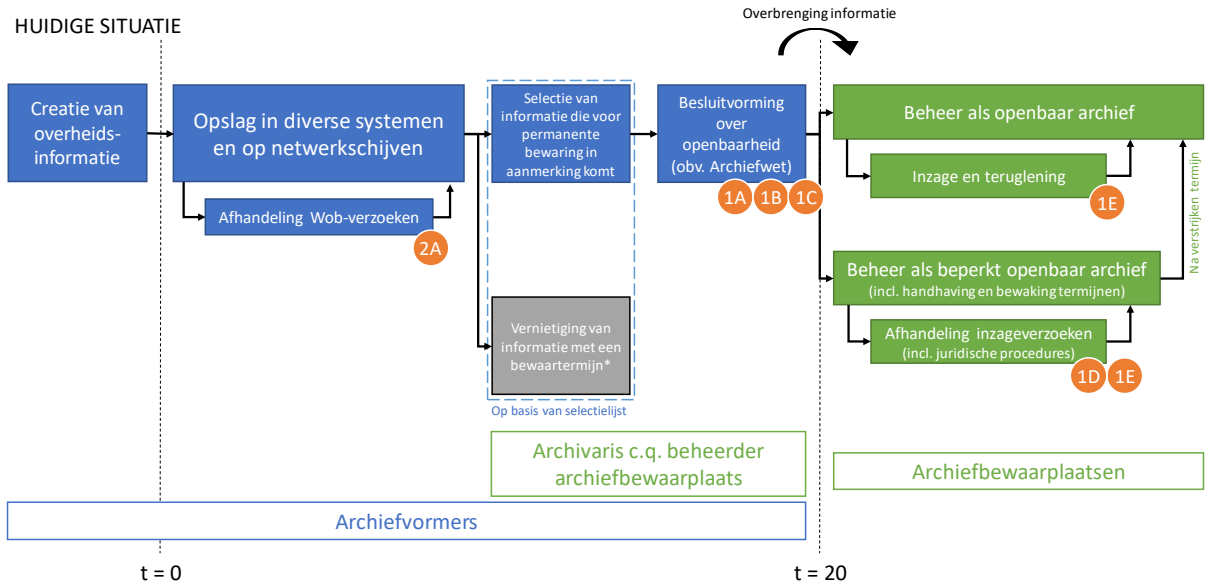 Overbrenging informatie
HUIDIGE SITUATIE
Creatie van
overheids-
informatie
Opslag in diverse systemen
en op netwerkschijven
Afhandeling Wob-verzoeken
2A
Selectie van
informatie die voor
permanente
bewaring in
aanmerking komt
Vernietiging van
informatie met een
bewaartermijn*
Op basis van selectielijst
Besluitvorming
over
openbaarheid
(obv. Archiefwet)
1A
1B
1C
Beheer als openbaar archief
Inzage en teruglening
1E
Na verstrijken termijn
Beheer als beperkt openbaar archief
(incl. handhaving en bewaking termijnen)
Afhandeling inzageverzoeken
(incl. juridische procedures)
1D
1E
Archivaris c.q. beheerder
archiefbewaarplaats
Archiefbewaarplaatsen
Archiefvormers
t = 0
t = 20